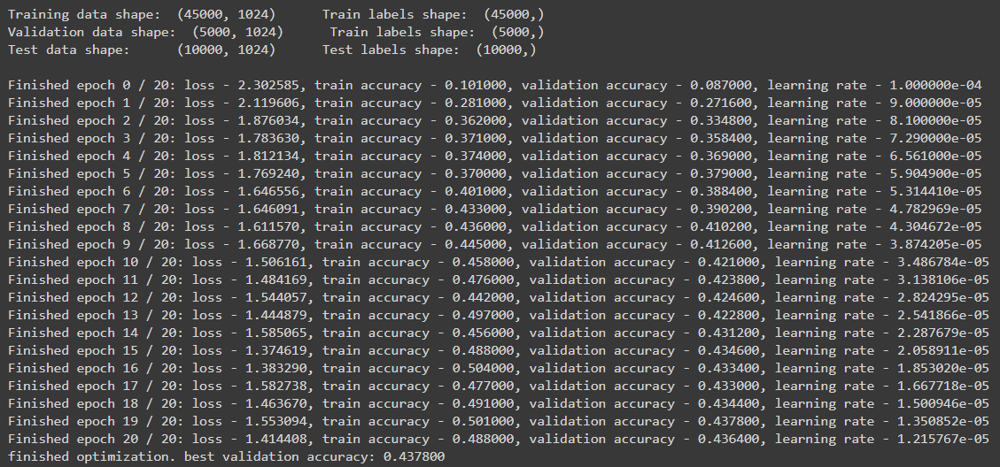 Training data shape:  (45000, 1024)      Train labels shape:  (45000,)
Validation data shape:  (5000, 1024)      Train labels shape:  (5000,)
Test data shape:      (10000, 1024)      Test labels shape:  (10000,)
Finished epoch 0 / 20: loss - 2.302585, train accuracy - 0.101000, validation accuracy - 0.087000, learning rate - 1.000000e-04
Finished epoch 1 / 20: loss - 2.119606, train accuracy - 0.281000, validation accuracy - 0.271600, learning rate - 9.000000e-05
Finished epoch 2 / 20: loss - 1.876034, train accuracy - 0.362000, validation accuracy - 0.334800, learning rate - 8.100000e-05
Finished epoch 3 / 20: loss - 1.783630, train accuracy - 0.371000, validation accuracy - 0.358400, learning rate - 7.290000e-05
Finished epoch 4 / 20: loss - 1.812134, train accuracy - 0.374000, validation accuracy - 0.369000, learning rate - 6.561000e-05
Finished epoch 5 / 20: loss - 1.769240, train accuracy - 0.370000, validation accuracy - 0.379000, learning rate - 5.904900e-05
Finished epoch 6 / 20: loss - 1.646556, train accuracy - 0.401000, validation accuracy - 0.388400, learning rate - 5.314410e-05
Finished epoch 7 / 20: loss - 1.646091, train accuracy - 0.433000, validation accuracy - 0.390200, learning rate - 4.782969e-05
Finished epoch 8 / 20: loss - 1.611570, train accuracy - 0.436000, validation accuracy - 0.410200, learning rate - 4.304672e-05
Finished epoch 9 / 20: loss - 1.668770, train accuracy - 0.445000, validation accuracy - 0.412600, learning rate - 3.874205e-05
Finished epoch 10 / 20: loss - 1.506161, train accuracy - 0.458000, validation accuracy - 0.421000, learning rate - 3.486784e-05
Finished epoch 11 / 20: loss - 1.484169, train accuracy - 0.476000, validation accuracy - 0.423800, learning rate - 3.138106e-05
Finished epoch 12 / 20: loss - 1.544057, train accuracy - 0.442000, validation accuracy - 0.424600, learning rate - 2.824295e-05
Finished epoch 13 / 20: loss - 1.444879, train accuracy - 0.497000, validation accuracy - 0.422800, learning rate - 2.541866e-05
Finished epoch 14 / 20: loss - 1.585065, train accuracy - 0.456000, validation accuracy - 0.431200, learning rate - 2.287679e-05
Finished epoch 15 / 20: loss - 1.374619, train accuracy - 0.488000, validation accuracy - 0.434600, learning rate - 2.058911e-05
Finished epoch 16 / 20: loss - 1.383290, train accuracy - 0.504000, validation accuracy - 0.433400, learning rate - 1.853020e-05
Finished epoch 17 / 20: loss - 1.582738, train accuracy - 0.477000, validation accuracy - 0.433000, learning rate - 1.667718e-05
Finished epoch 18 / 20: loss - 1.463670, train accuracy - 0.491000, validation accuracy - 0.434400, learning rate - 1.500946e-05
Finished epoch 19 / 20: loss - 1.553094, train accuracy - 0.501000, validation accuracy - 0.437800, learning rate - 1.350852e-05
Finished epoch 20 / 20: loss - 1.414408, train accuracy - 0.488000, validation accuracy - 0.436400, learning rate - 1.215767e-05
finished optimization. best validation accuracy: 0.437800